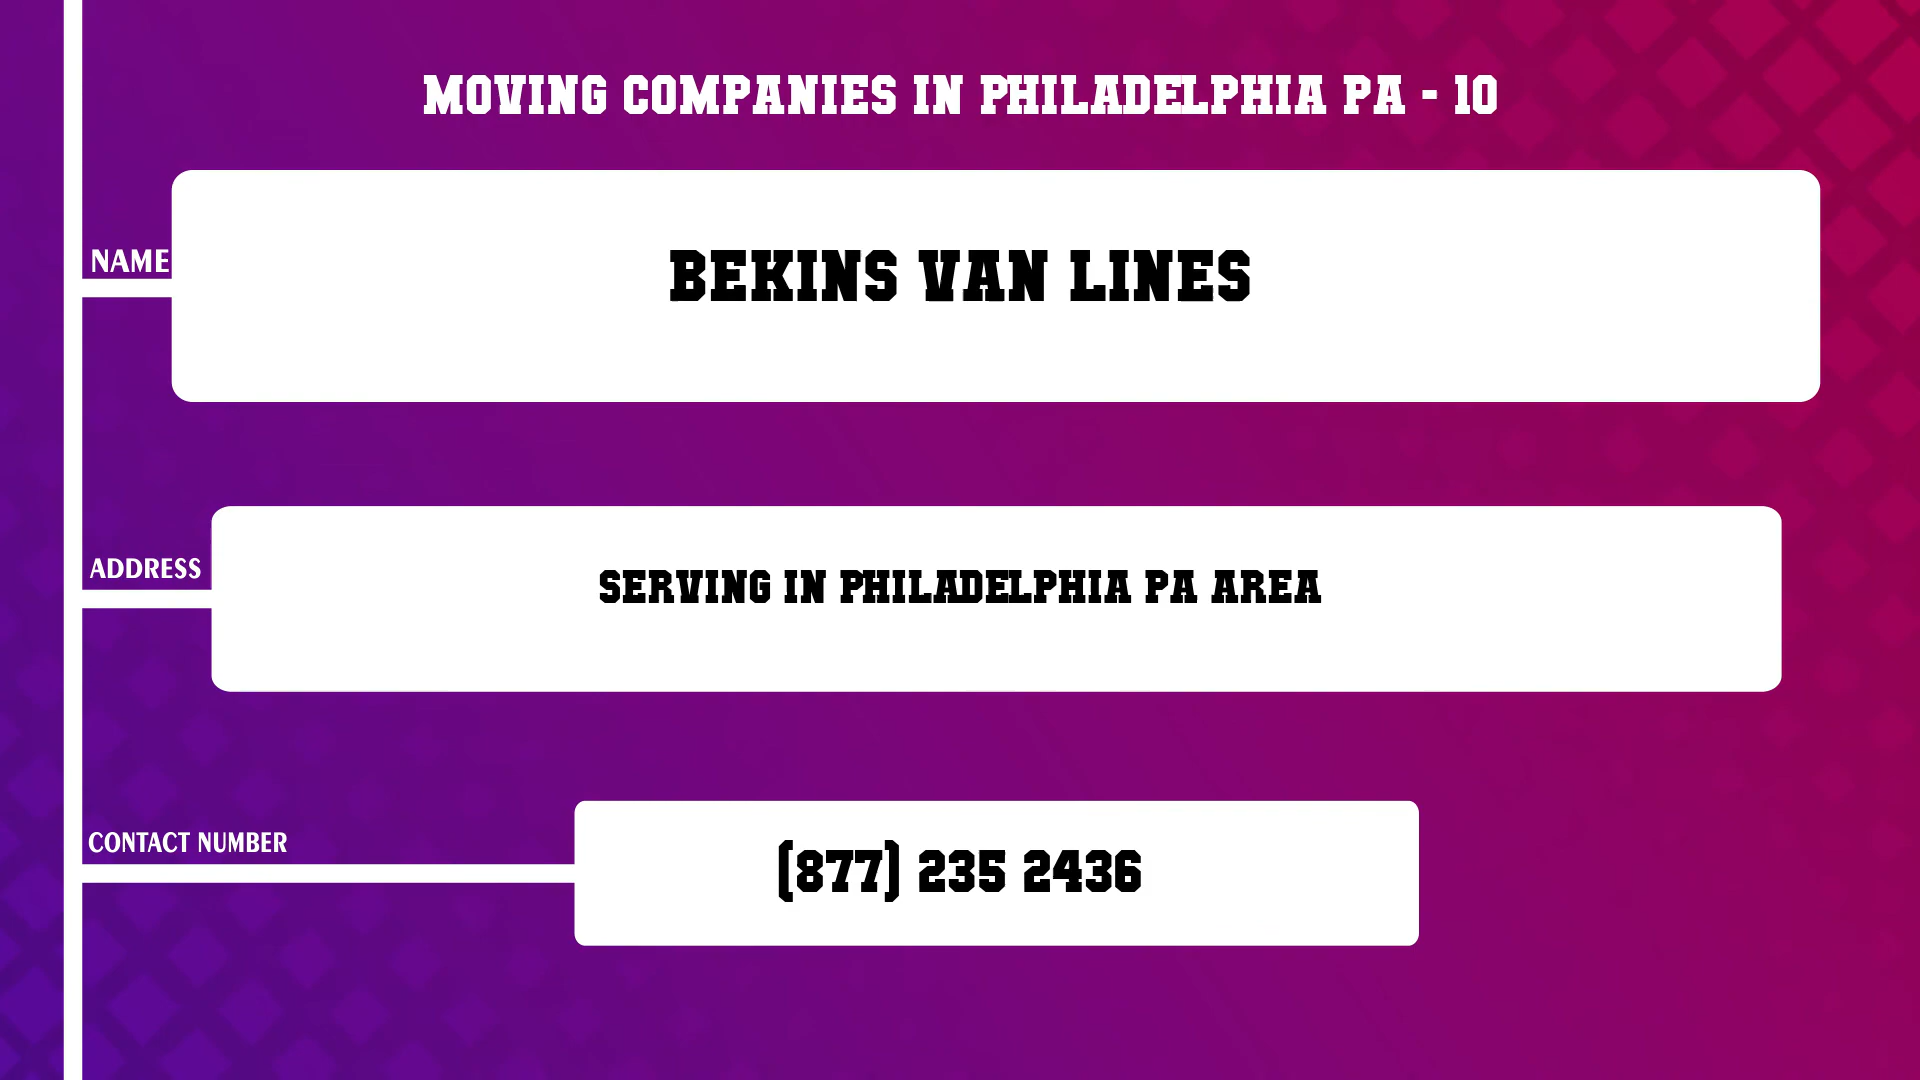 MOVING COMPANIES IN PHILADELPHIA PA - 10
NAME
BEKINS VAN LINES
ADDRESS
SERVING IN PHILADELPHIA PA AREA
CONTACT NUMBER
(877) 235 2436